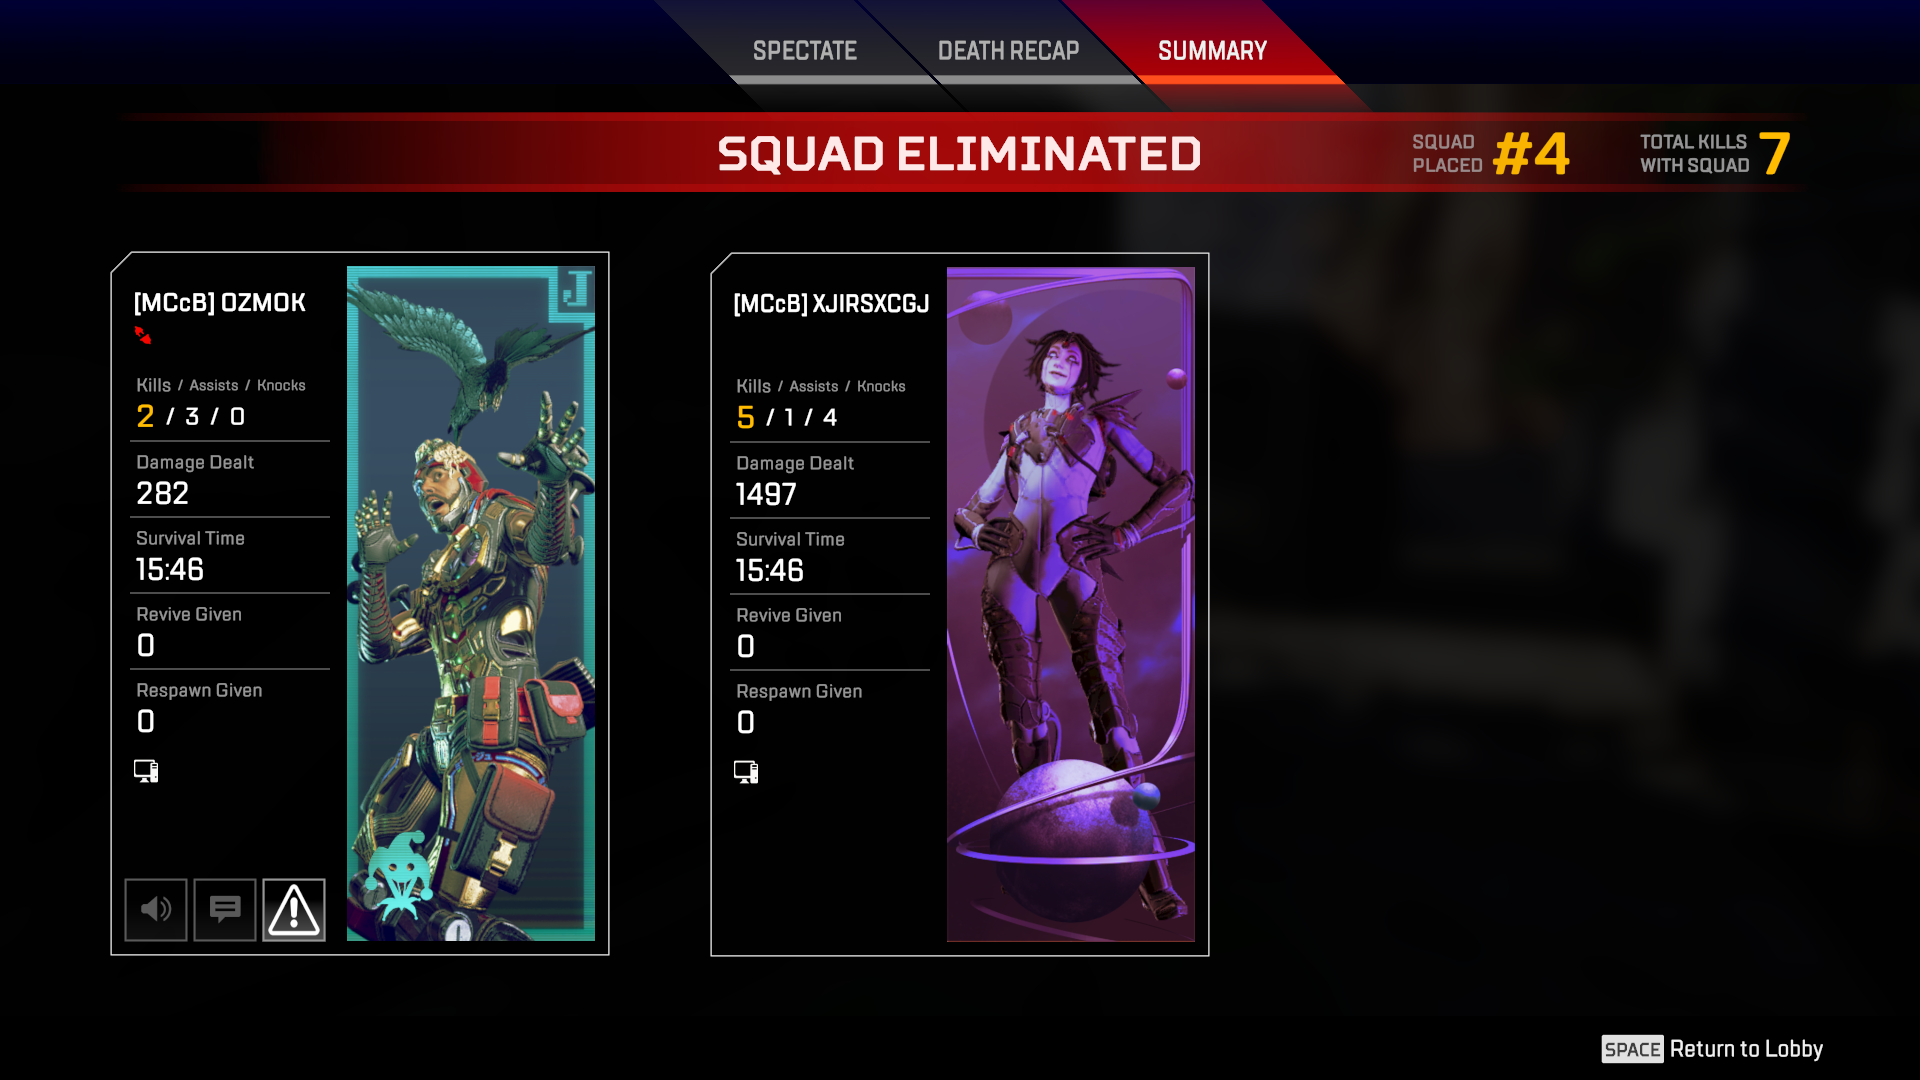 SPECTATE
DEATH RECAP
SUMMARY
SQUAD ELIMINATED
SQUAD PLACED #4
TOTAL KILLS WITH SQUAD 7
[MCcB] OZMOK
Kills / Assists / Knocks
2 / 3 / 0
Damage Dealt
282
Survival Time
15:46
Revive Given
0
Respawn Given
0
J
[MCcB] XJIRSXCGJ
Kills / Assists / Knocks
5 / 1 / 4
Damage Dealt
1497
Survival Time
15:46
Revive Given
0
Respawn Given
0
SPACE Return to Lobby